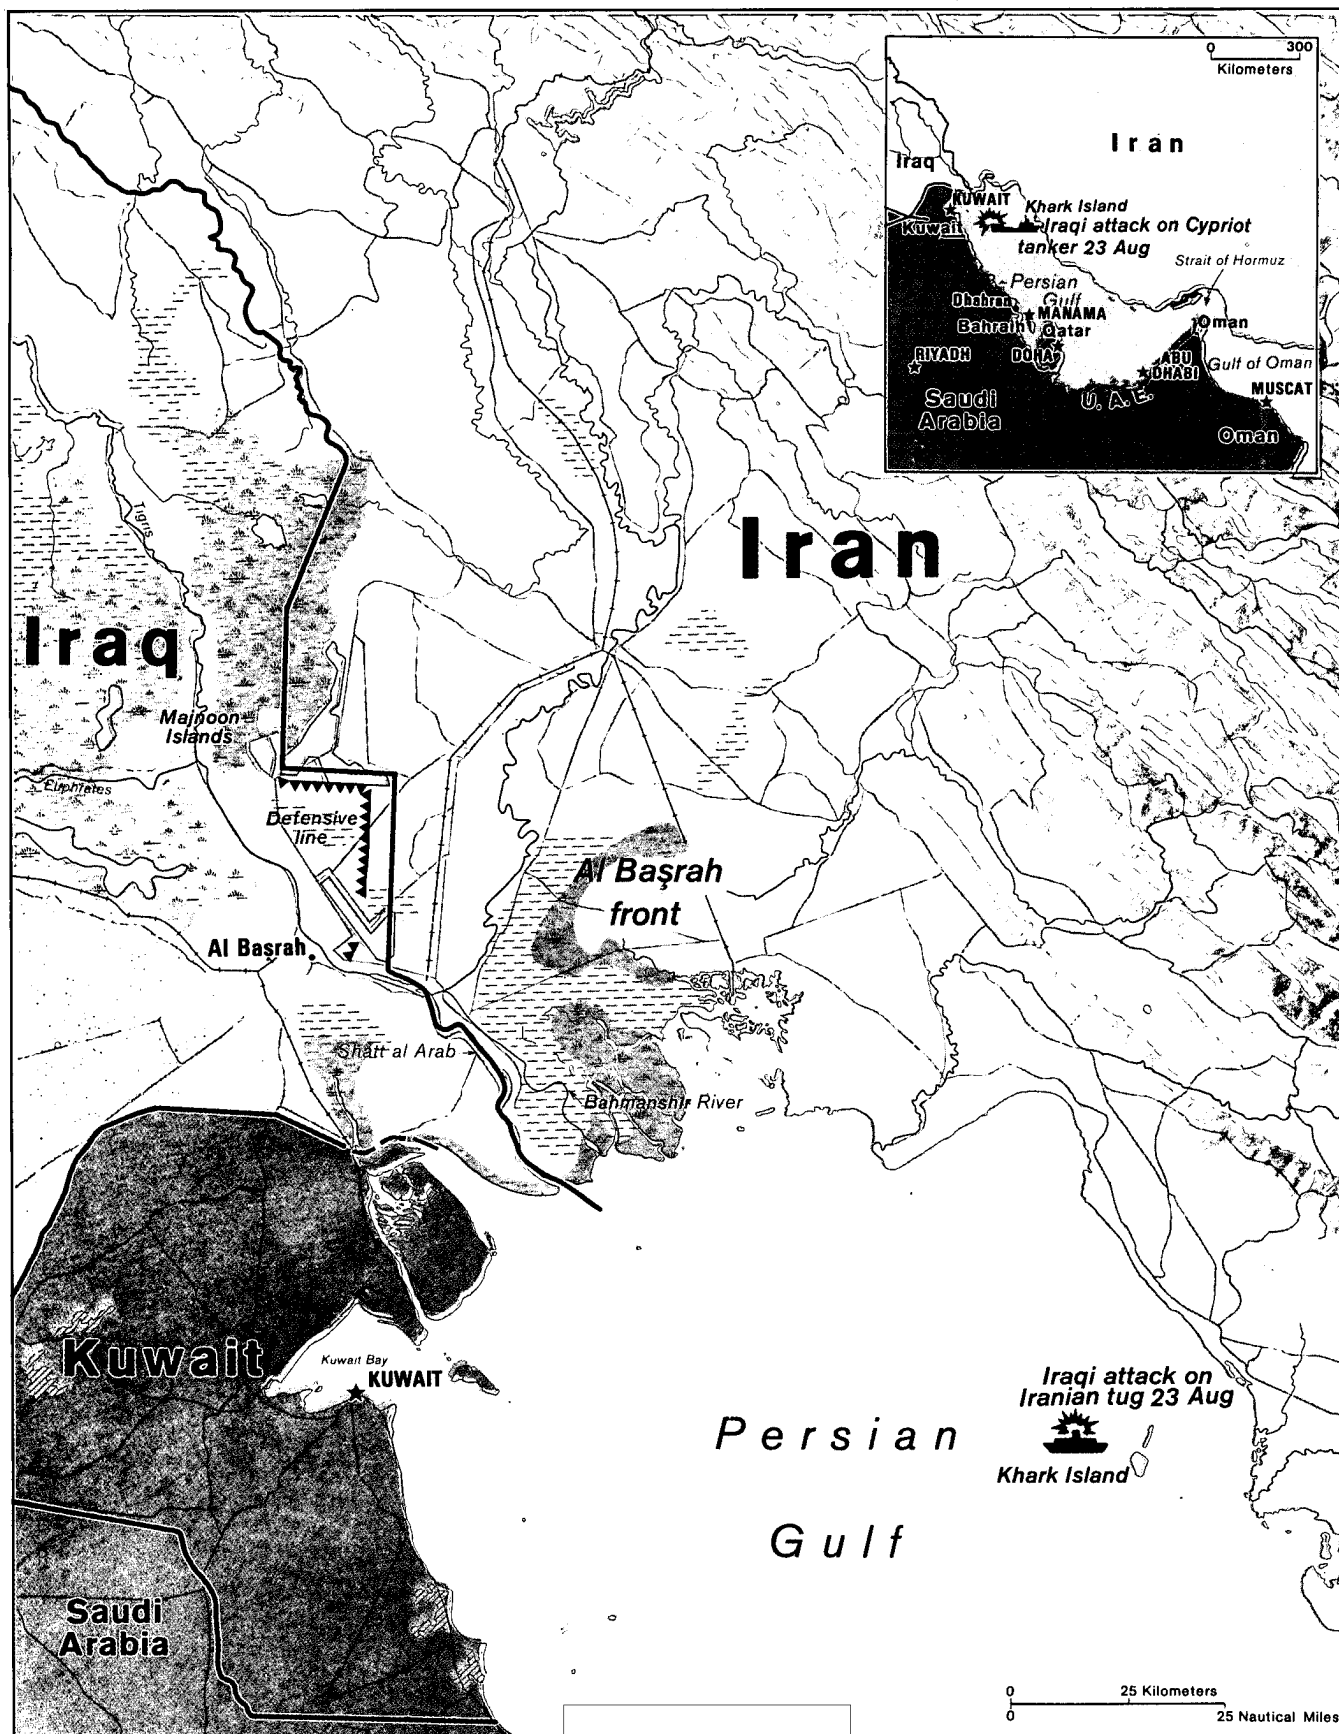 0 300
Kilometers
Iran
Iraq
KUWAIT
Kuwait
Khark Island
Iraqi attack on Cypriot
tanker 23 Aug
Strait of Hormuz
Persian
Gulf
Dhahran
MANAMA
Bahrain
Qatar
Oman
RIYADH
DOHA
ABU
DHABI
Gulf of Oman
MUSCAT
Saudi
Arabia
U. A. E.
Oman
Tigris
Iran
Iraq
Majnoon
Islands
Euphrates
Defensive
line
Al Başrah
front
Al Başrah
Shatt al Arab
Bahmanshir River
Kuwait
Kuwait Bay
KUWAIT
Iraqi attack on
Iranian tug 23 Aug
Khark Island
Persian
Gulf
Saudi
Arabia
0 25 Kilometers
0 25 Nautical Miles